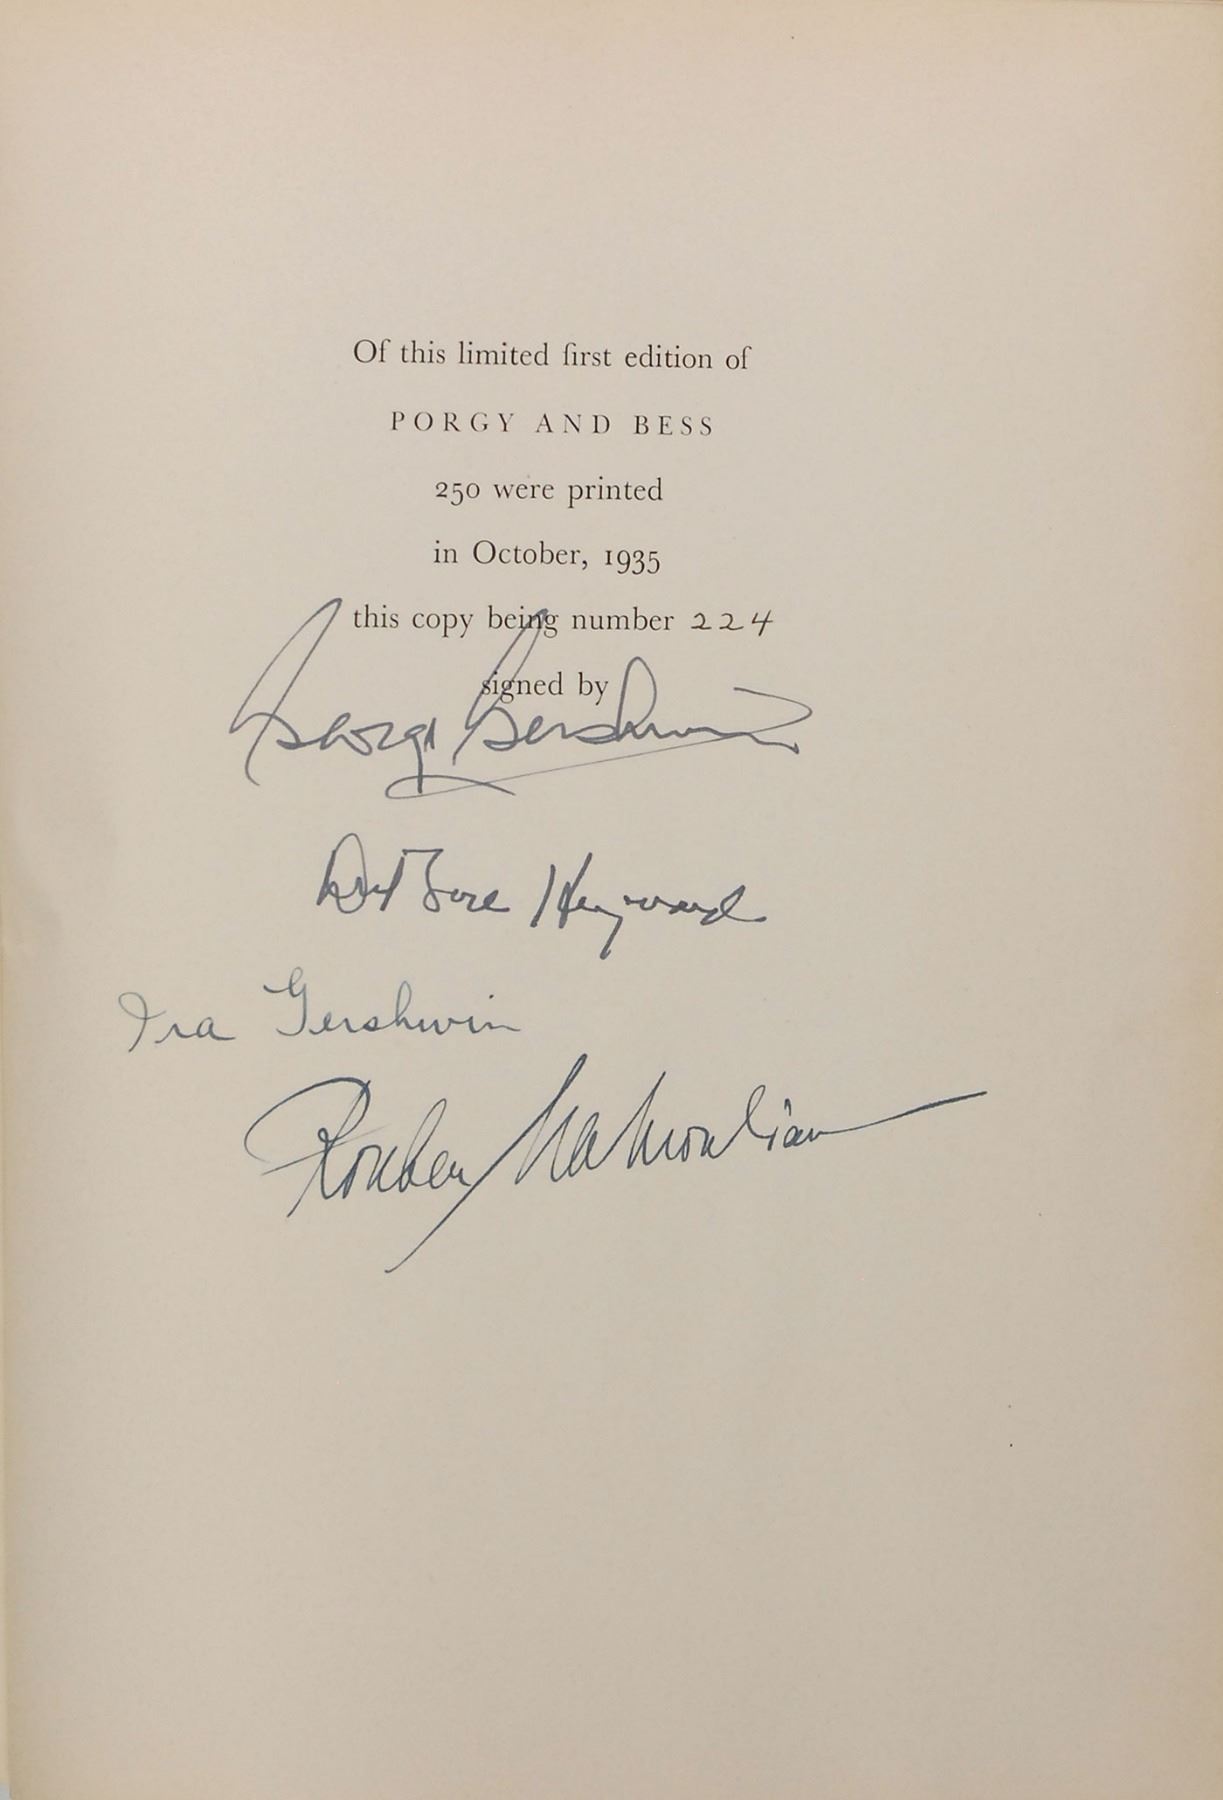 Of this limited first edition of
PORGY AND BESS
250 were printed
in October, 1935
this copy being number 224
signed by
George Gershwin
DuBose Heyward
Ira Gershwin
Rouben Mamoulian